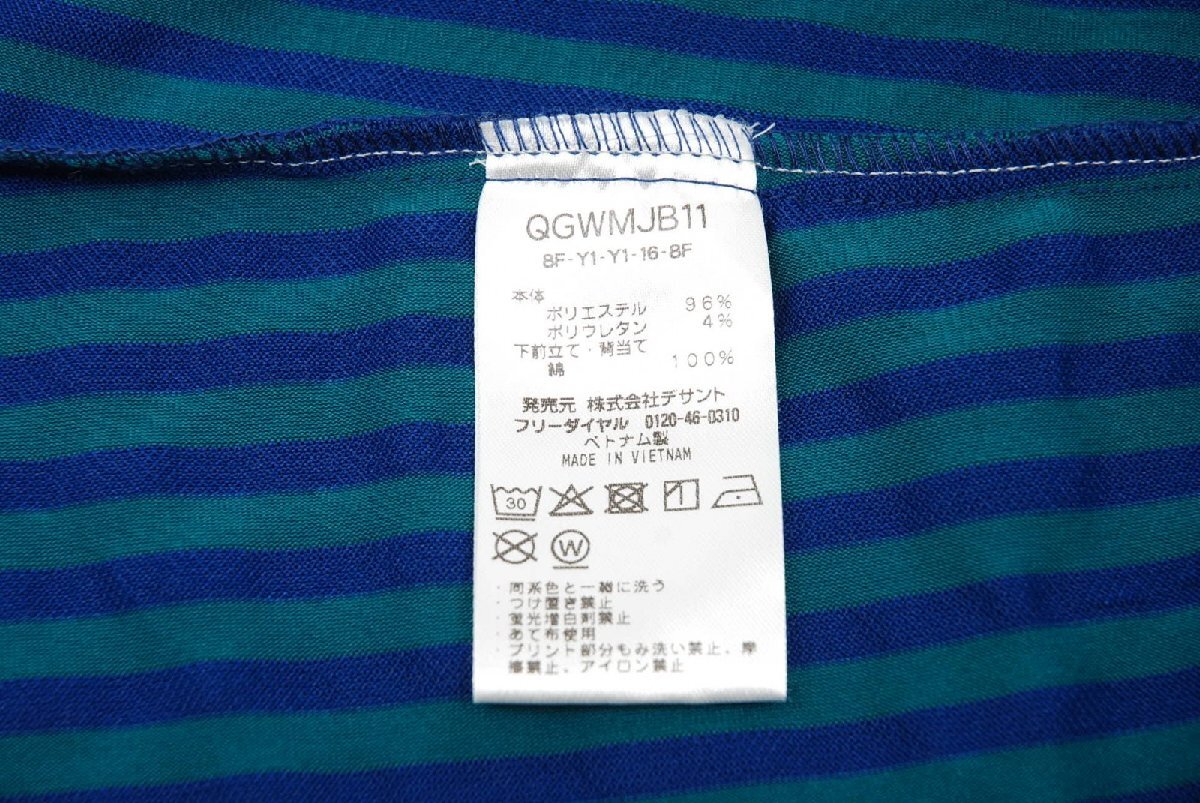 QGWMJB11
8F-Y1-Y1-16-8F
本体
ポリエステル 96%
ポリウレタン 4%
下前立て・背当て
綿 100%
発売元 株式会社デサント
フリーダイヤル 0120-46-0310
ベトナム製
MADE IN VIETNAM
30
W
・同系色と一緒に洗う
・つけ置き禁止
・蛍光増白剤禁止
・あて布使用
・プリント部分もみ洗い禁止、摩
擦禁止、アイロン禁止